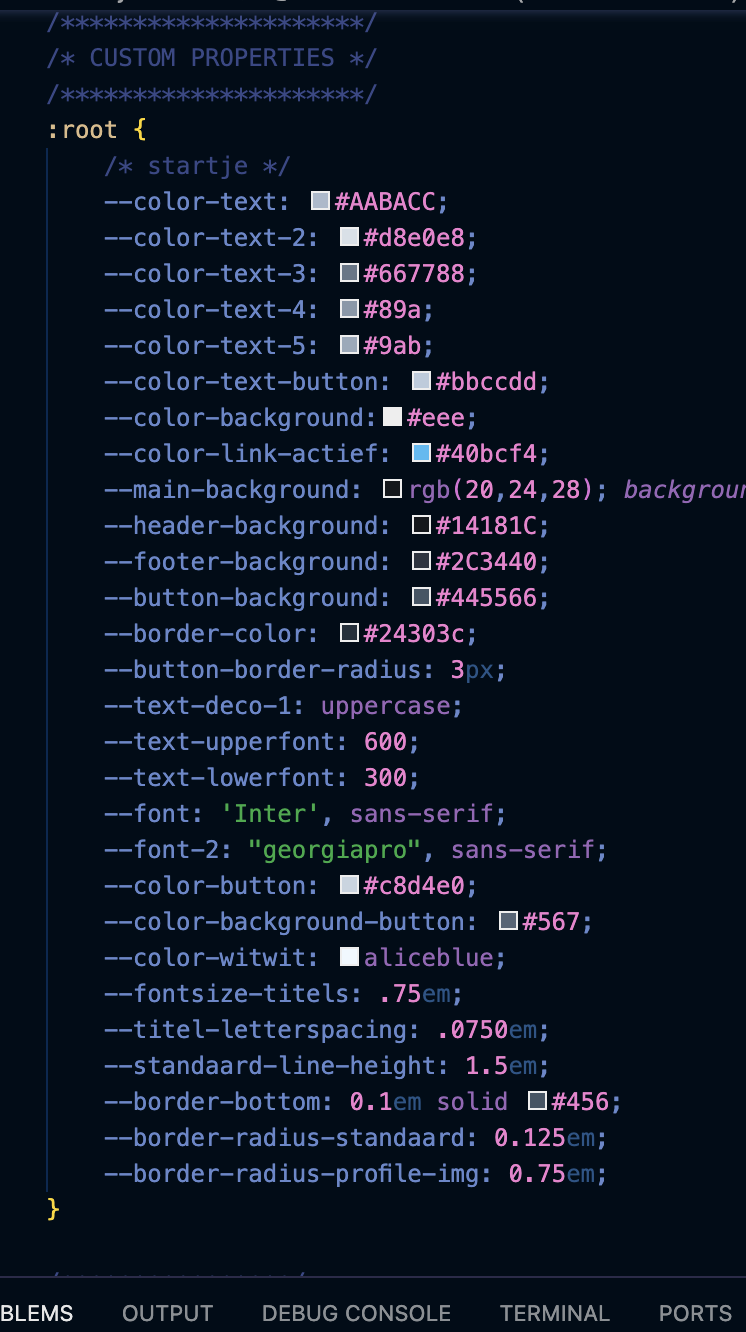 /*********************/
/* CUSTOM PROPERTIES */
/*********************/
:root {
/* startje */
--color-text: #AABACC;
--color-text-2: #d8e0e8;
--color-text-3: #667788;
--color-text-4: #89a;
--color-text-5: #9ab;
--color-text-button: #bbccdd;
--color-background: #eee;
--color-link-actief: #40bcf4;
--main-background: rgb(20,24,28);
--header-background: #14181C;
--footer-background: #2C3440;
--button-background: #445566;
--border-color: #24303c;
--button-border-radius: 3px;
--text-deco-1: uppercase;
--text-upperfont: 600;
--text-lowerfont: 300;
--font: 'Inter', sans-serif;
--font-2: "georgiapro", sans-serif;
--color-button: #c8d4e0;
--color-background-button: #567;
--color-witwit: aliceblue;
--fontsize-titels: .75em;
--titel-letterspacing: .0750em;
--standaard-line-height: 1.5em;
--border-bottom: 0.1em solid #456;
--border-radius-standaard: 0.125em;
--border-radius-profile-img: 0.75em;
}
BLEMS OUTPUT DEBUG CONSOLE TERMINAL PORTS